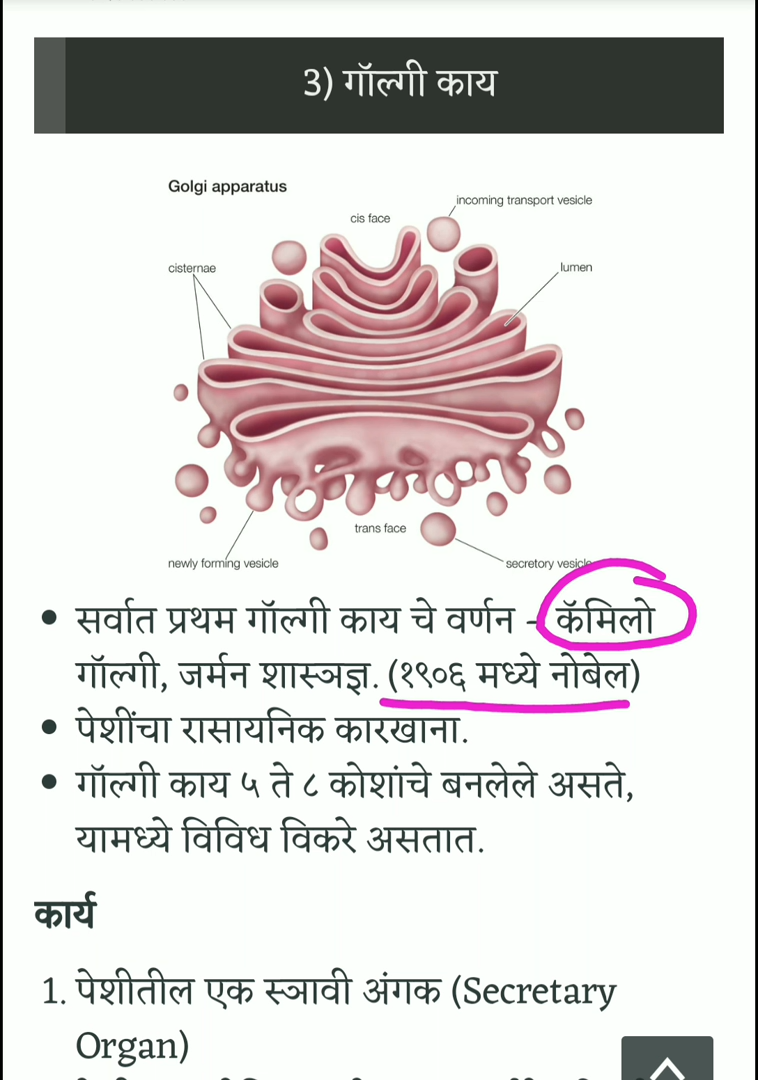 3) गॉल्गी काय
Golgi apparatus
incoming transport vesicle
cis face
cisternae
lumen
trans face
newly forming vesicle
secretory vesicle
• सर्वात प्रथम गॉल्गी काय चे वर्णन - कॅमिलो
गॉल्गी, जर्मन शास्त्रज्ञ. (१९०६ मध्ये नोबेल)
• पेशींचा रासायनिक कारखाना.
• गॉल्गी काय ५ ते ८ कोशांचे बनलेले असते,
यामध्ये विविध विकरे असतात.
कार्य
1. पेशीतील एक स्त्रावी अंगक (Secretary
Organ)